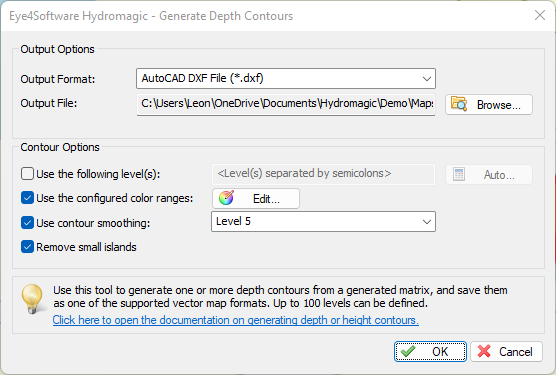 Eye4Software Hydromagic - Generate Depth Contours
Output Options
Output Format: AutoCAD DXF File (*.dxf)
Output File: C:\Users\Leon\OneDrive\Documents\Hydromagic\Demo\Maps Browse...
Contour Options
Use the following level(s): <Level(s) separated by semicolons> Auto...
Use the configured color ranges: Edit...
Use contour smoothing: Level 5
Remove small islands
Use this tool to generate one or more depth contours from a generated matrix, and save them
as one of the supported vector map formats. Up to 100 levels can be defined.
Click here to open the documentation on generating depth or height contours.
OK Cancel